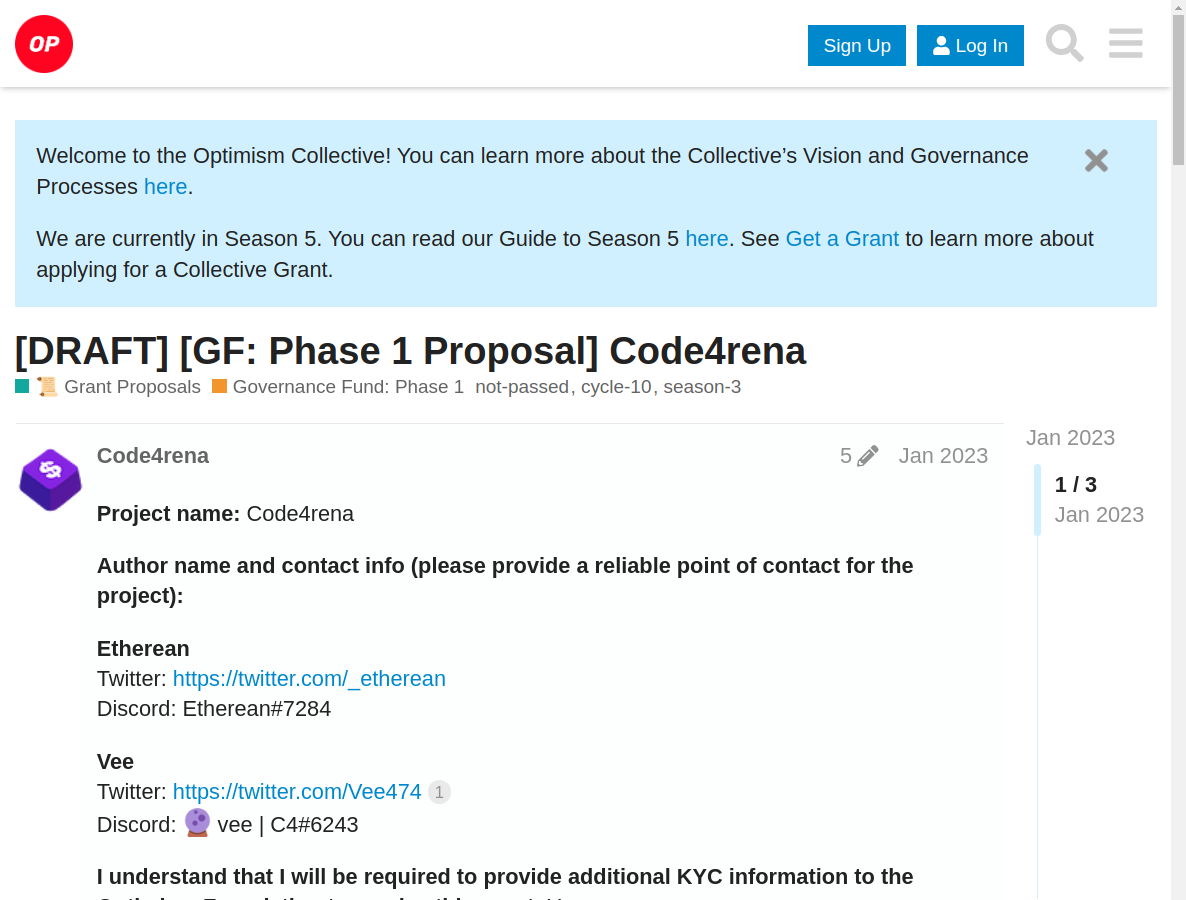 OP
Sign Up
Log In
Welcome to the Optimism Collective! You can learn more about the Collective’s Vision and Governance
Processes here.
We are currently in Season 5. You can read our Guide to Season 5 here. See Get a Grant to learn more about
applying for a Collective Grant.
[DRAFT] [GF: Phase 1 Proposal] Code4rena
Grant Proposals Governance Fund: Phase 1 not-passed, cycle-10, season-3
Code4rena 5 Jan 2023
Jan 2023
1 / 3
Jan 2023
Project name: Code4rena
Author name and contact info (please provide a reliable point of contact for the
project):
Etherean
Twitter: https://twitter.com/_etherean
Discord: Etherean#7284
Vee
Twitter: https://twitter.com/Vee474 1
Discord: vee | C4#6243
I understand that I will be required to provide additional KYC information to the